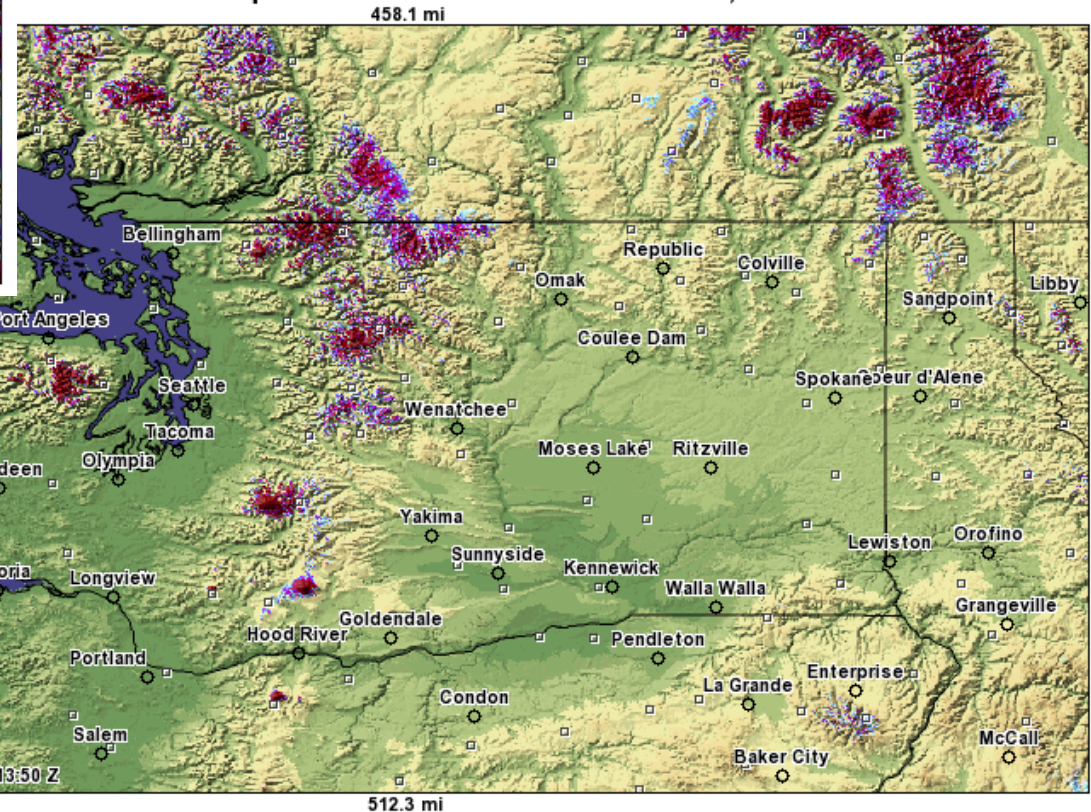 458.1 mi
Bellingham
Republic
Colville
Omak
Libby
Sandpoint
ort Angeles
Coulee Dam
Seattle
Spokane
oeur d'Alene
Wenatchee
Tacoma
Olympia
Moses Lake
Ritzville
deen
Yakima
Orofino
Lewiston
Sunnyside
Kennewick
oria
Longview
Walla Walla
Grangeville
Goldendale
Hood River
Pendleton
Portland
Enterprise
La Grande
Condon
Salem
McCall
Baker City
13:50 Z
512.3 mi